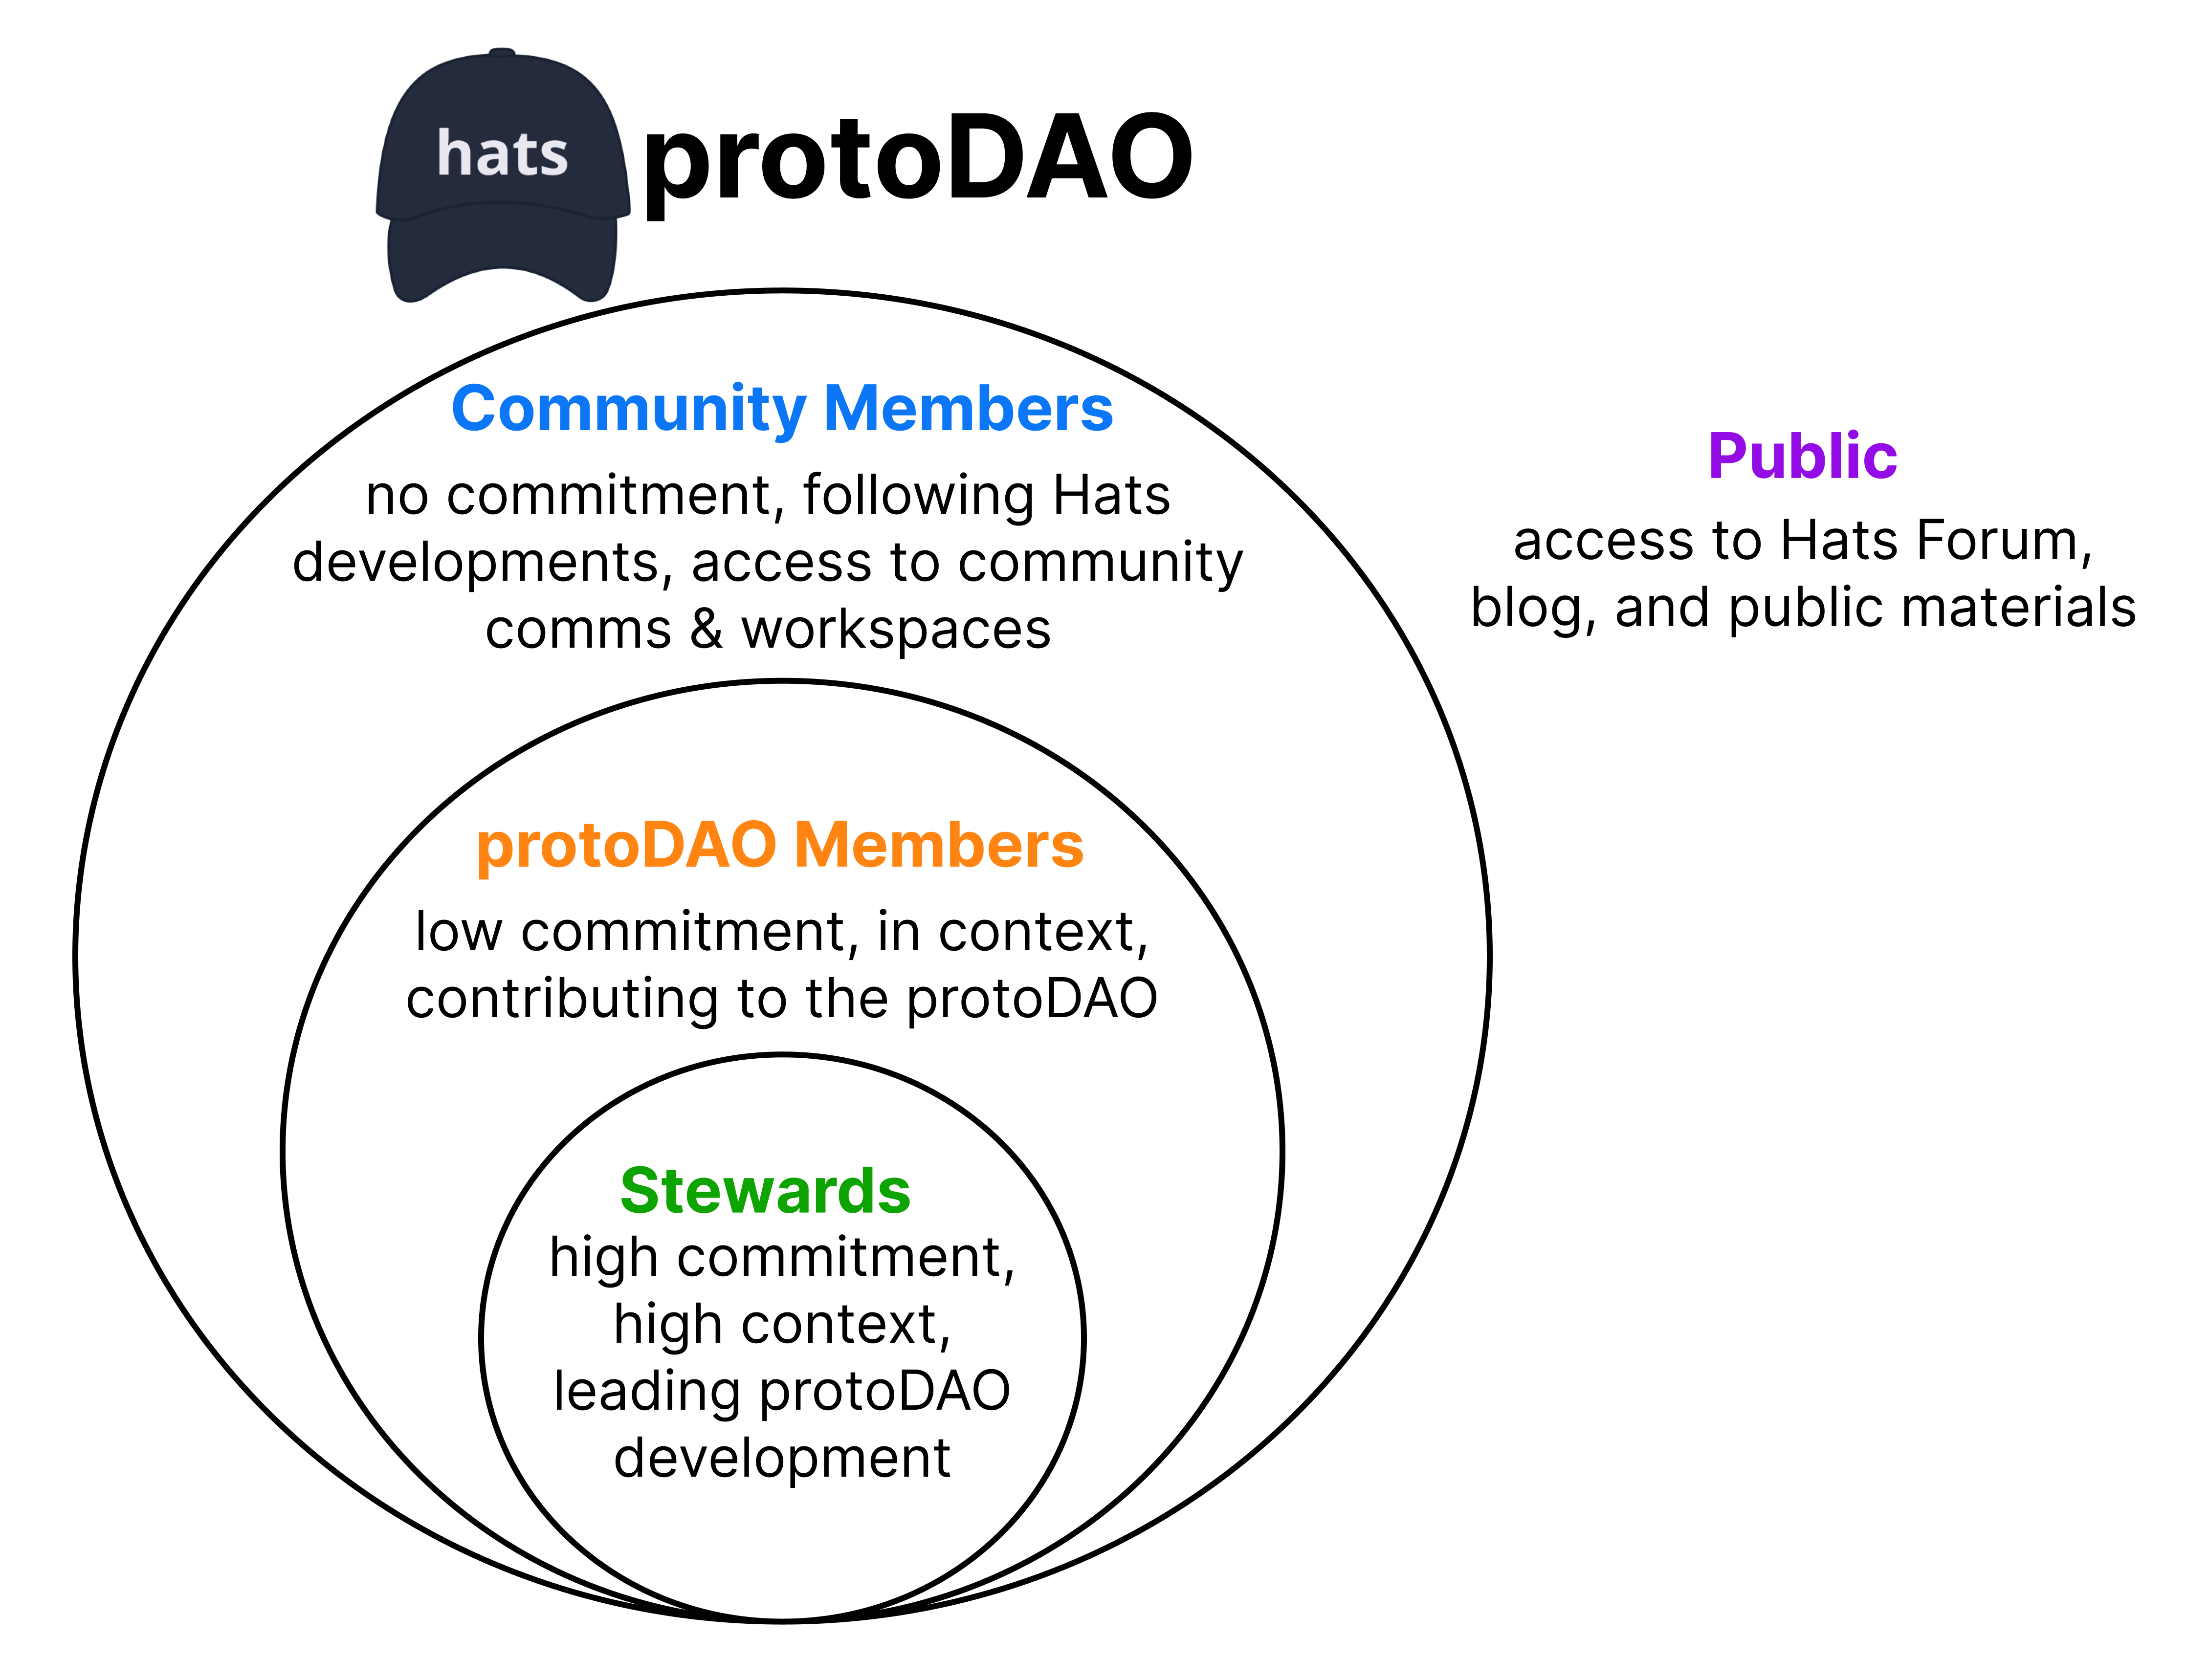 hats
protoDAO
Community Members
no commitment, following Hats
developments, access to community
comms & workspaces
Public
access to Hats Forum,
blog, and public materials
protoDAO Members
low commitment, in context,
contributing to the protoDAO
Stewards
high commitment,
high context,
leading protoDAO
development